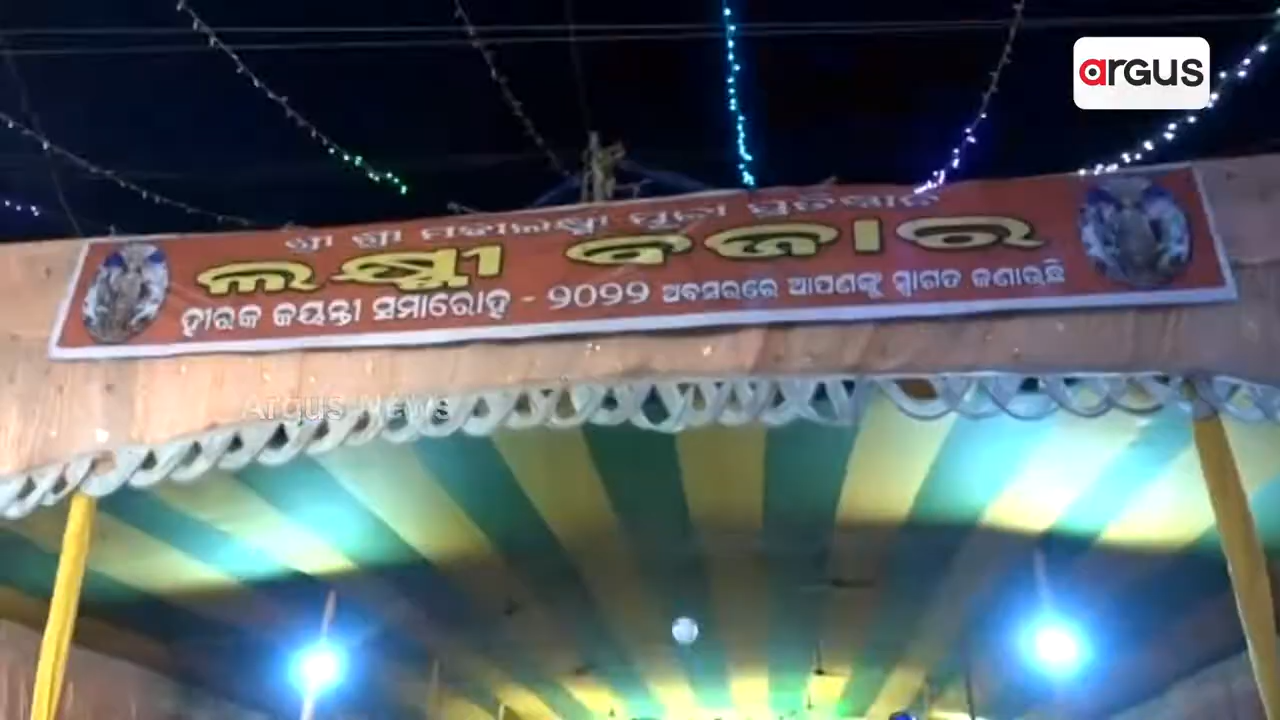 argus
ଶ୍ରୀ ଶ୍ରୀ ମହାଲକ୍ଷ୍ମୀ ପୂଜା
ଲକ୍ଷ୍ମୀ ବଜାର
ହୀରକ ଜୟନ୍ତୀ ସମାରୋହ - ୨୦୨୨ ଅବସରରେ ଆପଣଙ୍କୁ ସ୍ୱାଗତ ଜଣାଉଛି
Argus News